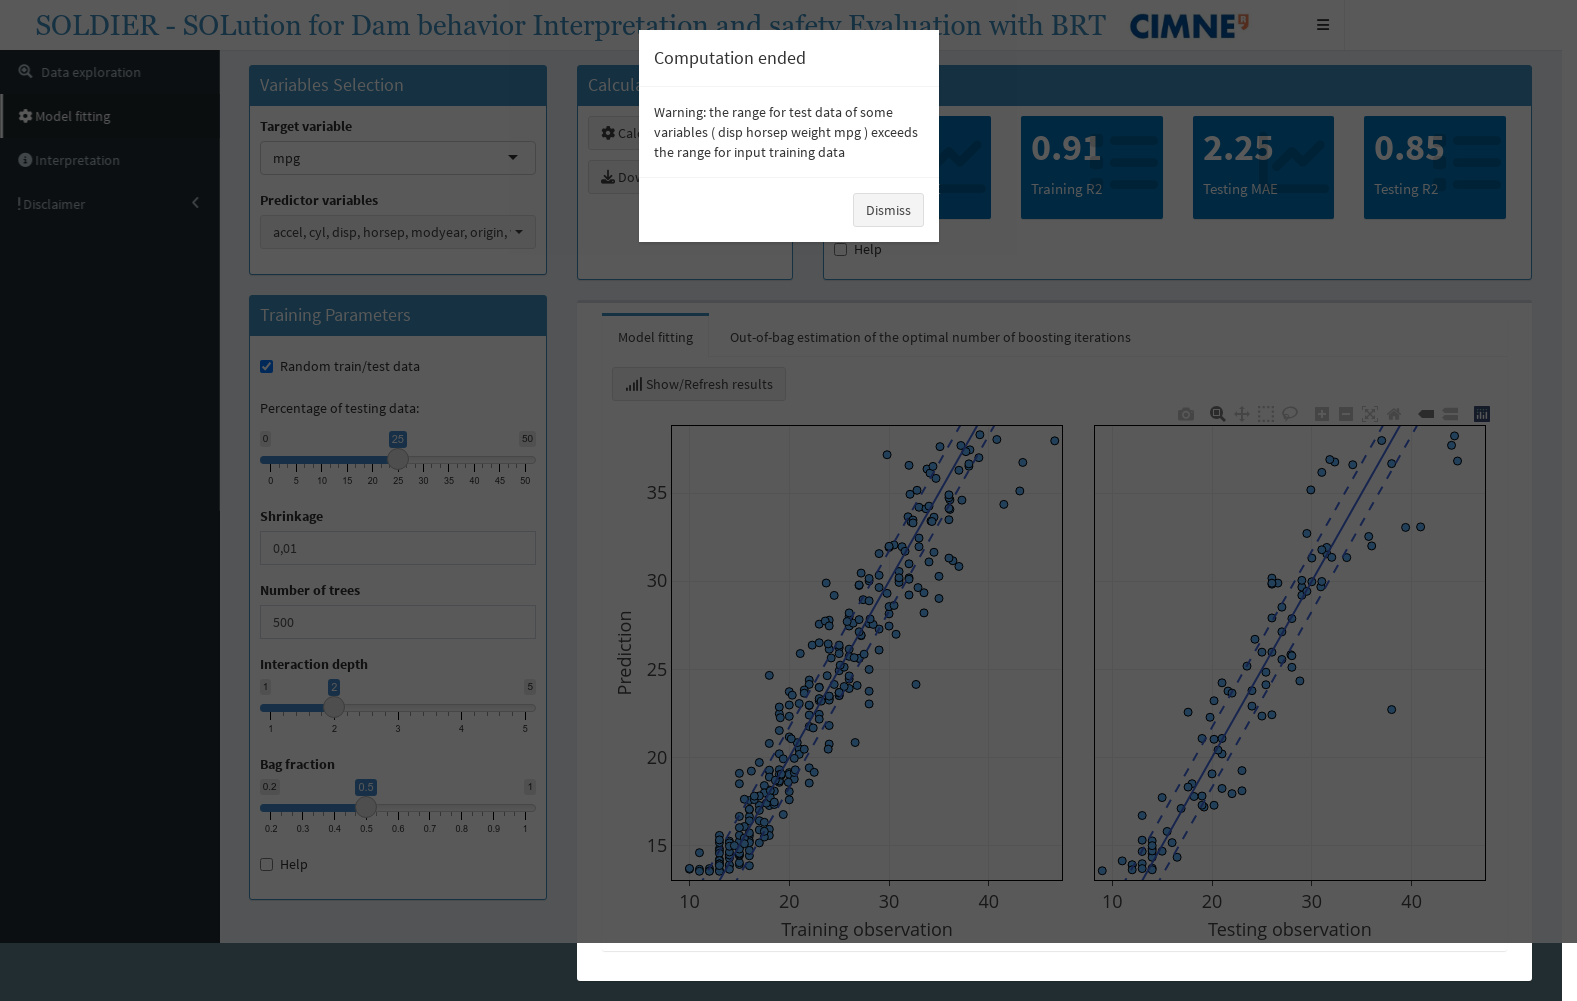 SOLDIER - SOLution for Dam behavior Interpretation and safety Evaluation with BRT
CIMNE
Data exploration
Model fitting
Interpretation
! Disclaimer
Variables Selection
Target variable
mpg
Predictor variables
accel, cyl, disp, horsep, modyear, origin,
Training Parameters
Random train/test data
Percentage of testing data:
0 25 50
0 5 10 15 20 25 30 35 40 45 50
Shrinkage
0,01
Number of trees
500
Interaction depth
1 2 5
1 2 3 4 5
Bag fraction
0.2 0.5 1
0.2 0.3 0.4 0.5 0.6 0.7 0.8 0.9 1
Help
Computation ended
Warning: the range for test data of some
variables ( disp horsep weight mpg ) exceeds
the range for input training data
Dismiss
0.91
Training R2
2.25
Testing MAE
0.85
Testing R2
Help
Model fitting
Out-of-bag estimation of the optimal number of boosting iterations
Show/Refresh results
Prediction
35
30
25
20
15
10 20 30 40
Training observation
10 20 30 40
Testing observation